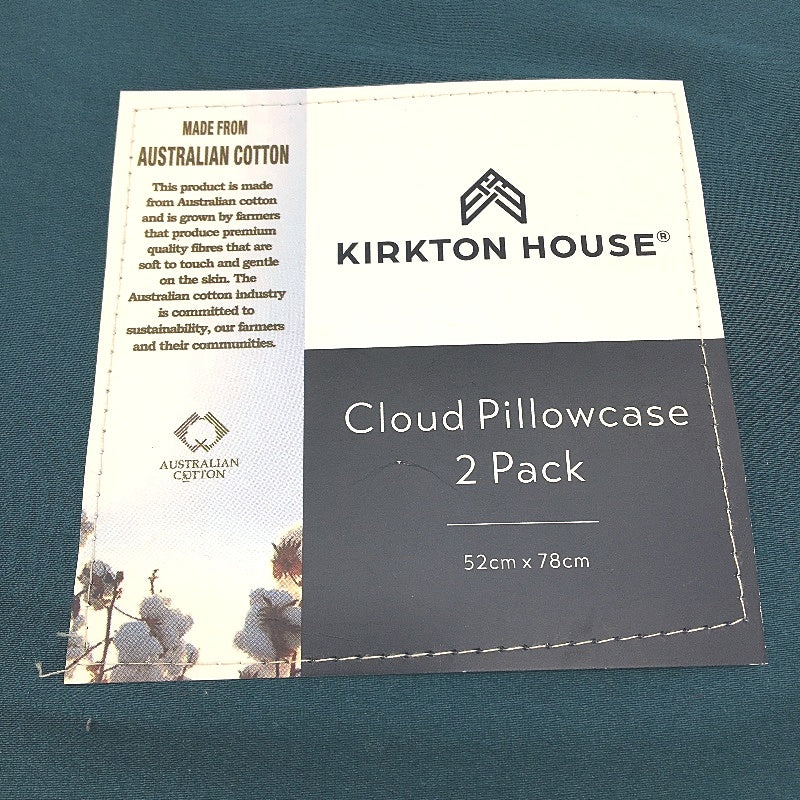 MADE FROM
AUSTRALIAN COTTON
This product is made
from Australian cotton
and is grown by farmers
that produce premium
quality fibres that are
soft to touch and gentle
on the skin. The
Australian cotton industry
is committed to
sustainability, our farmers
and their communities.
AUSTRALIAN
COTTON
KIRKTON HOUSE®
Cloud Pillowcase
2 Pack
52cm x 78cm